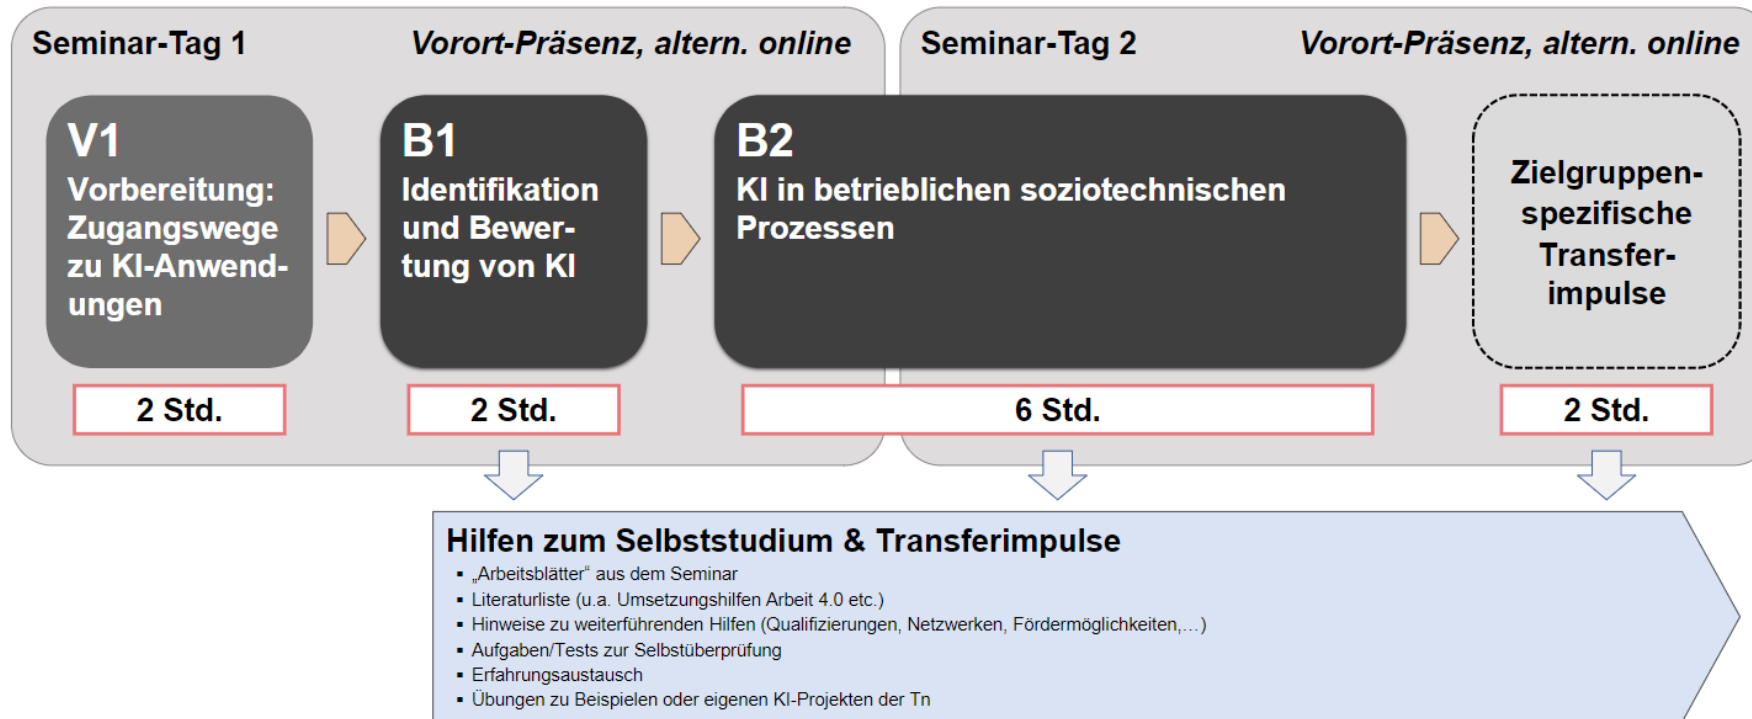 Seminar-Tag 1
Vorort-Präsenz, altern. online
Seminar-Tag 2
Vorort-Präsenz, altern. online
V1
Vorbereitung:
Zugangswege
zu KI-Anwend-
ungen
B1
Identifikation
und Bewer-
tung von KI
B2
KI in betrieblichen soziotechnischen
Prozessen
Zielgruppen-
spezifische
Transfer-
impulse
2 Std.
2 Std.
6 Std.
2 Std.
Hilfen zum Selbststudium & Transferimpulse
▪ „Arbeitsblätter“ aus dem Seminar
▪ Literaturliste (u.a. Umsetzungshilfen Arbeit 4.0 etc.)
▪ Hinweise zu weiterführenden Hilfen (Qualifizierungen, Netzwerken, Fördermöglichkeiten,…)
▪ Aufgaben/Tests zur Selbstüberprüfung
▪ Erfahrungsaustausch
▪ Übungen zu Beispielen oder eigenen KI-Projekten der Tn